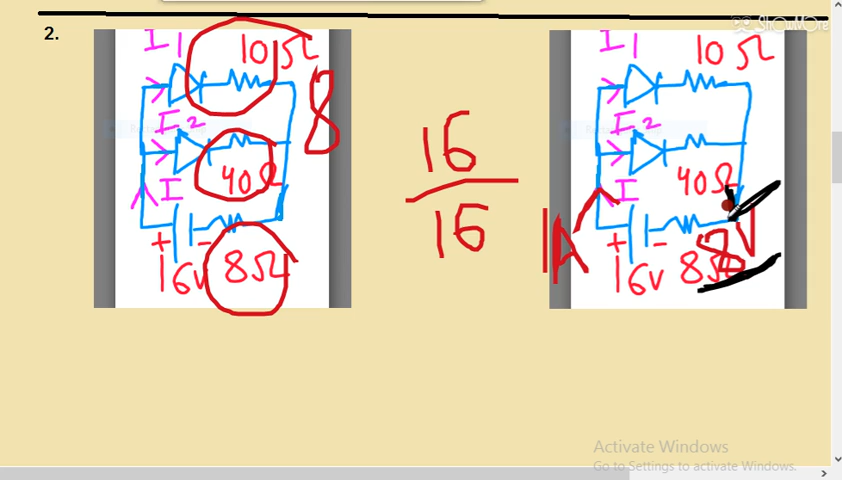 2.
I1
10Ω
8
I2
40Ω
I
+ -
16v 8Ω
16
16
I1
10Ω
I2
40Ω
I
1A
+ -
16v 8Ω
8V
Activate Windows
Go to Settings to activate Windows.